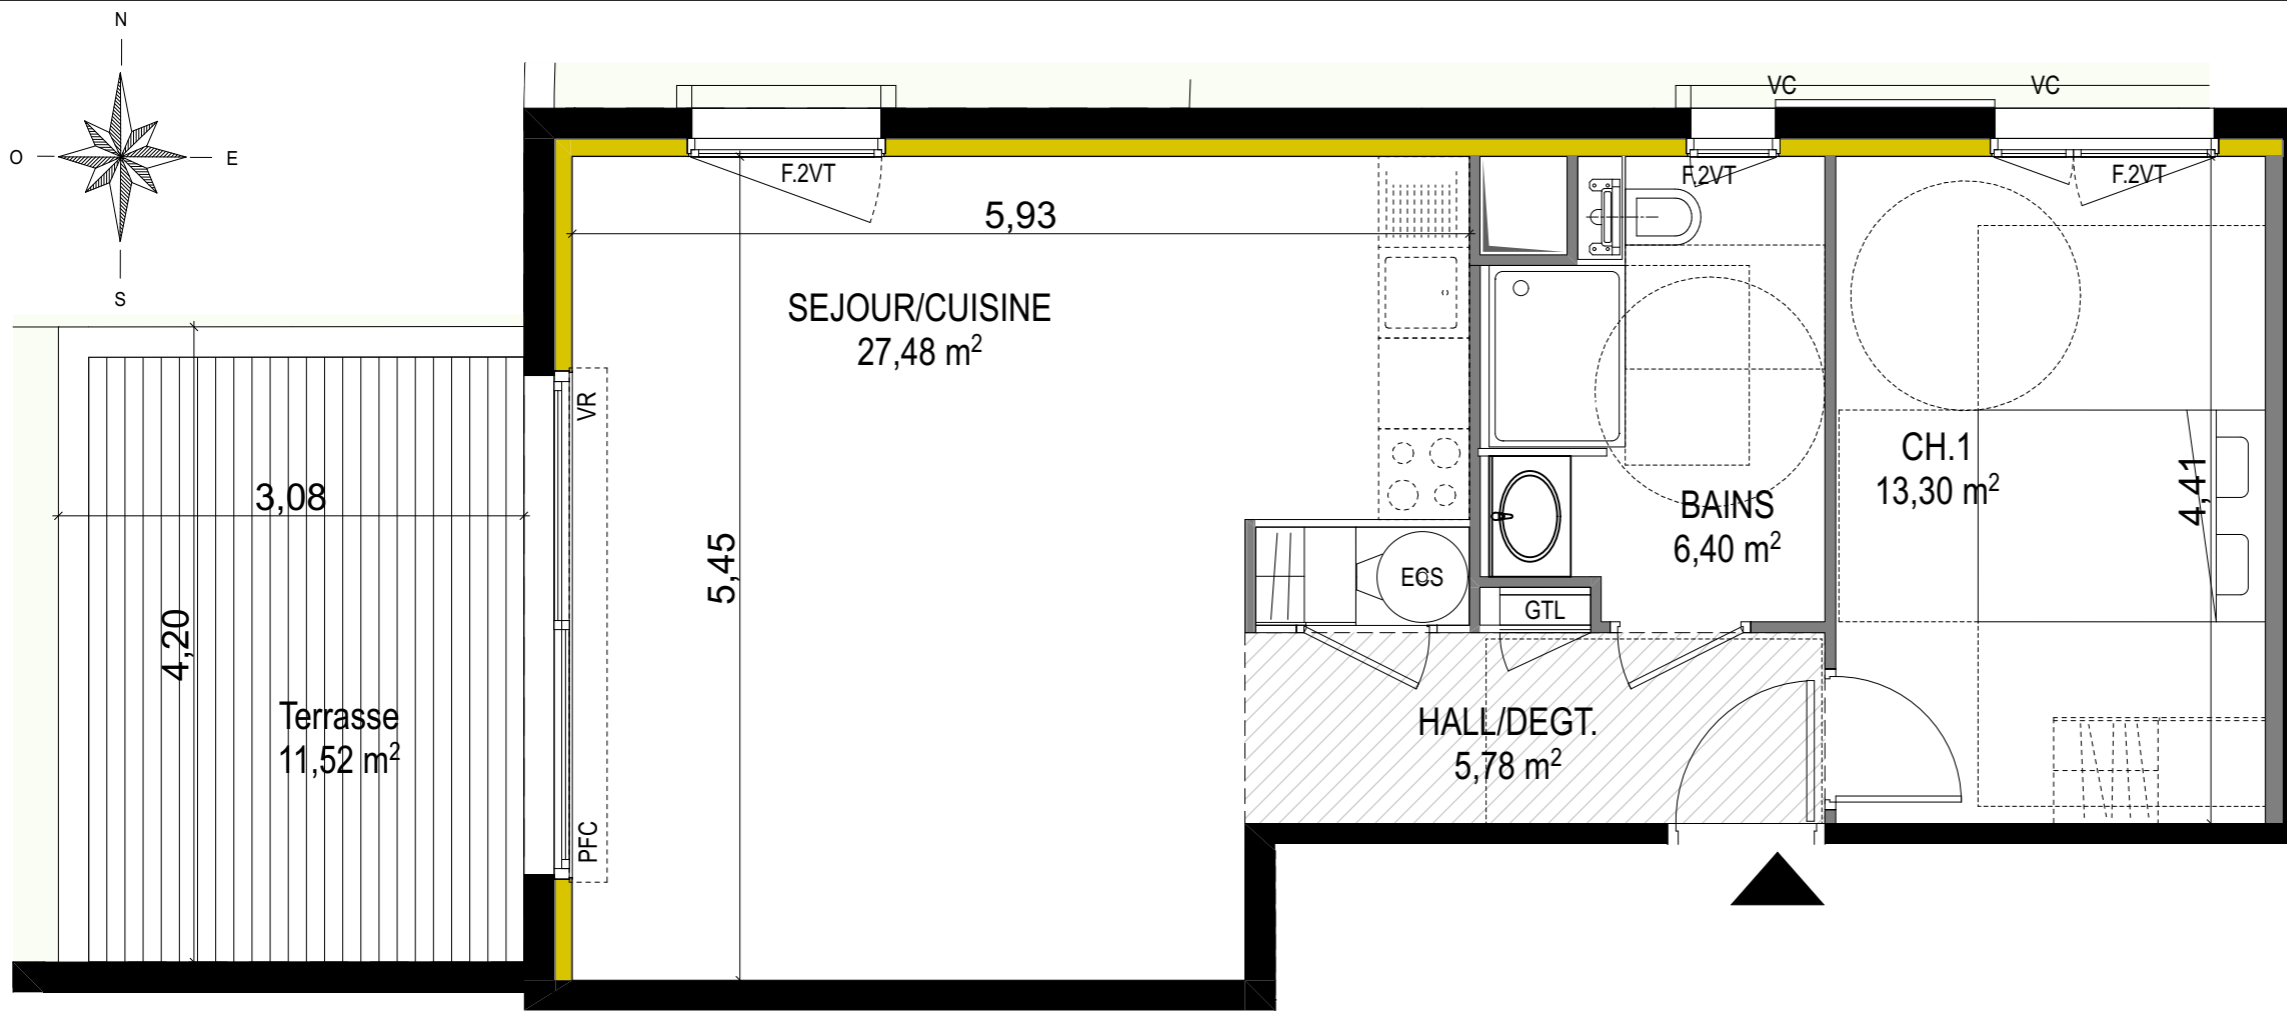 N
O
E
S
VC
VC
F.2VT
F.2VT
F.2VT
5,93
SEJOUR/CUISINE
27,48 m²
VR
3,08
5,45
4,20
CH.1
13,30 m²
4,41
BAINS
6,40 m²
ECS
GTL
Terrasse
11,52 m²
HALL/DEGT.
5,78 m²
PFC